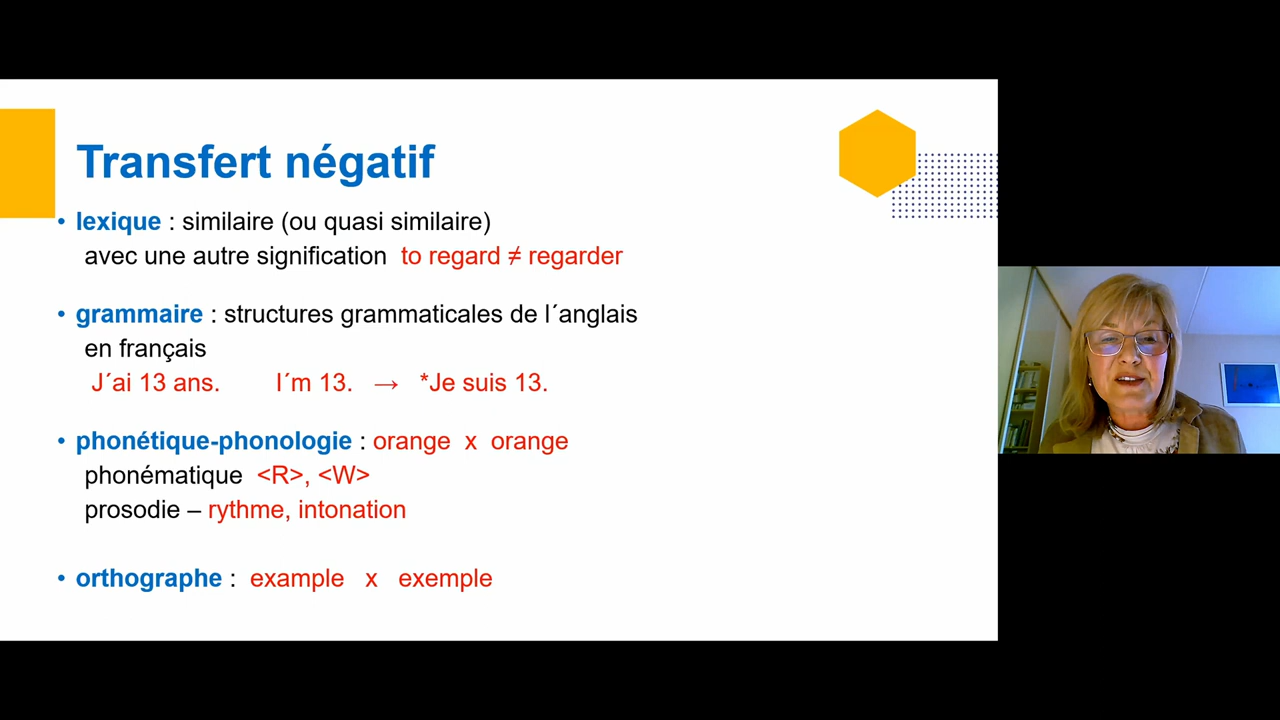 Transfert négatif
• lexique : similaire (ou quasi similaire)
avec une autre signification to regard ≠ regarder
• grammaire : structures grammaticales de l´anglais
en français
J´ai 13 ans. I´m 13. → *Je suis 13.
• phonétique-phonologie : orange x orange
phonématique <R>, <W>
prosodie – rythme, intonation
• orthographe : example x exemple